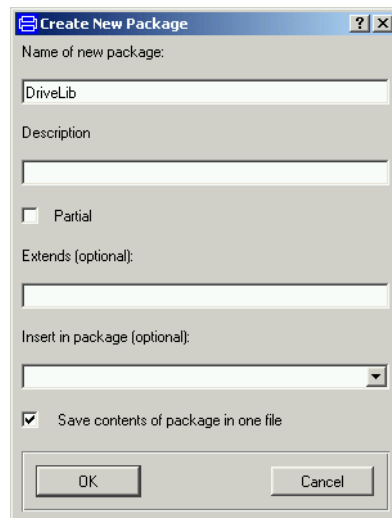 Create New Package
Name of new package:
DriveLib
Description
Partial
Extends (optional):
Insert in package (optional):
Save contents of package in one file
OK Cancel